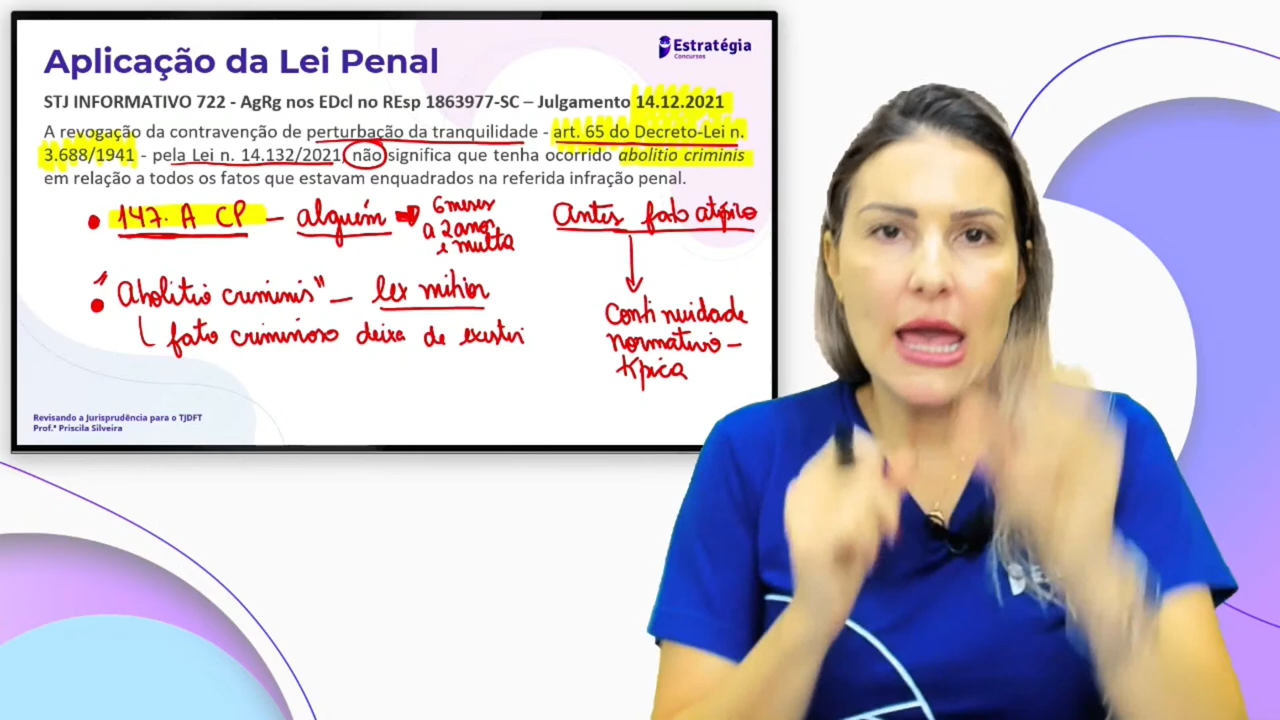 Aplicação da Lei Penal
Estratégia
Concursos
STJ INFORMATIVO 722 - AgRg nos EDcl no REsp 1863977-SC – Julgamento 14.12.2021
A revogação da contravenção de perturbação da tranquilidade - art. 65 do Decreto-Lei n.
3.688/1941 - pela Lei n. 14.132/2021, não significa que tenha ocorrido abolitio criminis
em relação a todos os fatos que estavam enquadrados na referida infração penal.
• 147. A CP – alguém → 6 meses
a 2 anos
e multa
Antes fato atípico
• "Abolitio criminis" – lex mitior
fato criminoso deixa de existir
Continuidade
normativo –
típica
Revisando a Jurisprudência para o TJDFT
Prof.ª Priscila Silveira